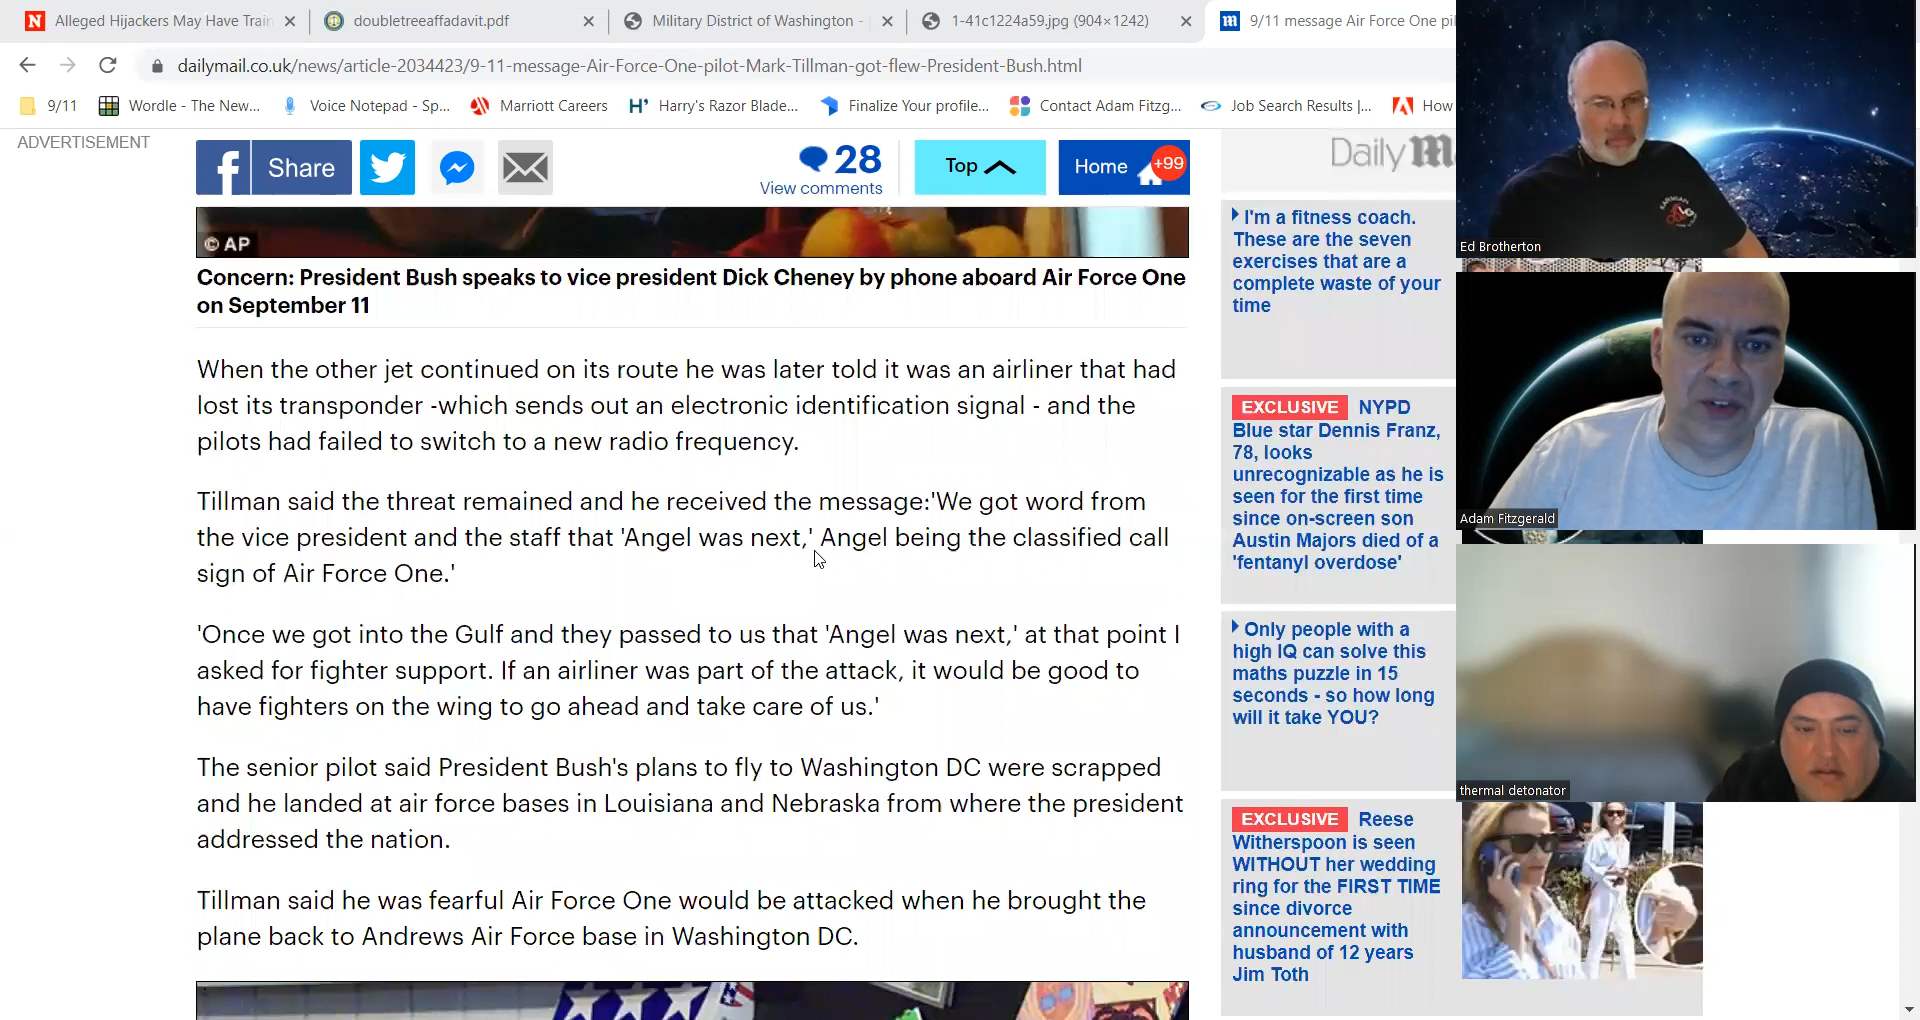 Alleged Hijackers May Have Train
doubletreeaffadavit.pdf
Military District of Washington -
1-41c1224a59.jpg (904×1242)
9/11 message Air Force One pi
dailymail.co.uk/news/article-2034423/9-11-message-Air-Force-One-pilot-Mark-Tillman-got-flew-President-Bush.html
9/11
Wordle - The New...
Voice Notepad - Sp...
Marriott Careers
Harry's Razor Blade...
Finalize Your profile...
Contact Adam Fitzg...
Job Search Results |...
How
ADVERTISEMENT
Share
28
View comments
Top
Home
+99
Daily M
© AP
Concern: President Bush speaks to vice president Dick Cheney by phone aboard Air Force One
on September 11
When the other jet continued on its route he was later told it was an airliner that had
lost its transponder -which sends out an electronic identification signal - and the
pilots had failed to switch to a new radio frequency.
Tillman said the threat remained and he received the message:'We got word from
the vice president and the staff that 'Angel was next,' Angel being the classified call
sign of Air Force One.'
'Once we got into the Gulf and they passed to us that 'Angel was next,' at that point I
asked for fighter support. If an airliner was part of the attack, it would be good to
have fighters on the wing to go ahead and take care of us.'
The senior pilot said President Bush's plans to fly to Washington DC were scrapped
and he landed at air force bases in Louisiana and Nebraska from where the president
addressed the nation.
Tillman said he was fearful Air Force One would be attacked when he brought the
plane back to Andrews Air Force base in Washington DC.
I'm a fitness coach.
These are the seven
exercises that are a
complete waste of your
time
EXCLUSIVE NYPD
Blue star Dennis Franz,
78, looks
unrecognizable as he is
seen for the first time
since on-screen son
Austin Majors died of a
'fentanyl overdose'
Only people with a
high IQ can solve this
maths puzzle in 15
seconds - so how long
will it take YOU?
EXCLUSIVE Reese
Witherspoon is seen
WITHOUT her wedding
ring for the FIRST TIME
since divorce
announcement with
husband of 12 years
Jim Toth
Ed Brotherton
Adam Fitzgerald
thermal detonator